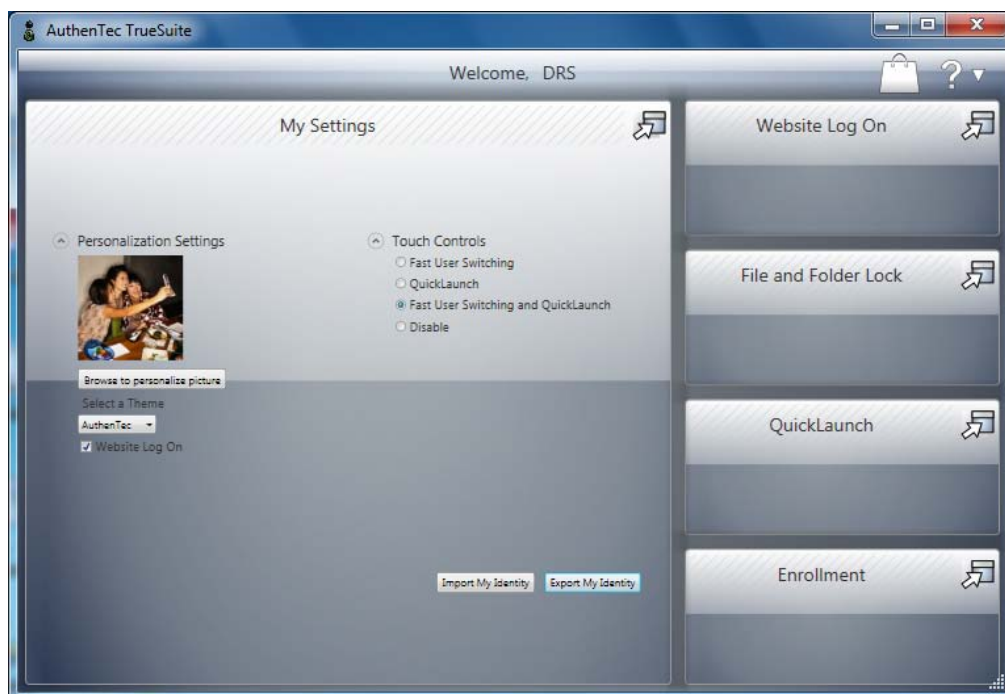 AuthenTec TrueSuite
Welcome, DRS
?
My Settings
Personalization Settings
Browse to personalize picture
Select a Theme
AuthenTec
Website Log On
Touch Controls
Fast User Switching
QuickLaunch
Fast User Switching and QuickLaunch
Disable
Import My Identity
Export My Identity
Website Log On
File and Folder Lock
QuickLaunch
Enrollment